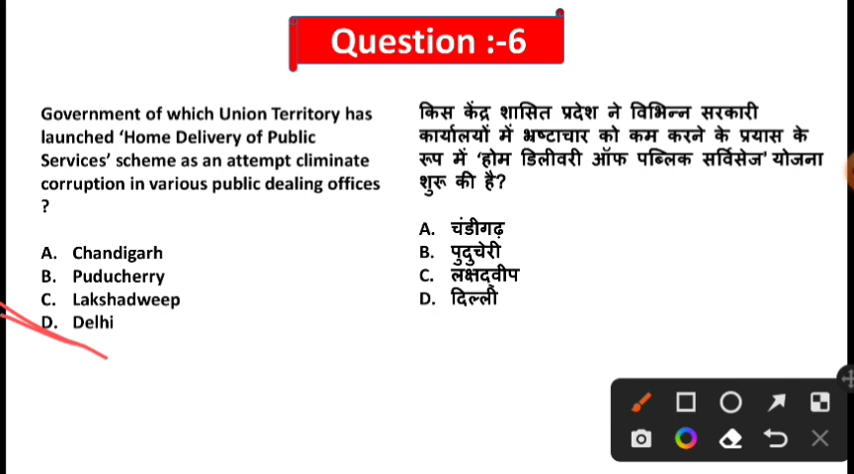 Question :-6
Government of which Union Territory has
launched ‘Home Delivery of Public
Services’ scheme as an attempt climinate
corruption in various public dealing offices
?
A. Chandigarh
B. Puducherry
C. Lakshadweep
D. Delhi
किस केंद्र शासित प्रदेश ने विभिन्न सरकारी
कार्यालयों में भ्रष्टाचार को कम करने के प्रयास के
रूप में ‘होम डिलीवरी ऑफ पब्लिक सर्विसेज' योजना
शुरू की है?
A. चंडीगढ़
B. पुदुचेरी
C. लक्षद्वीप
D. दिल्ली